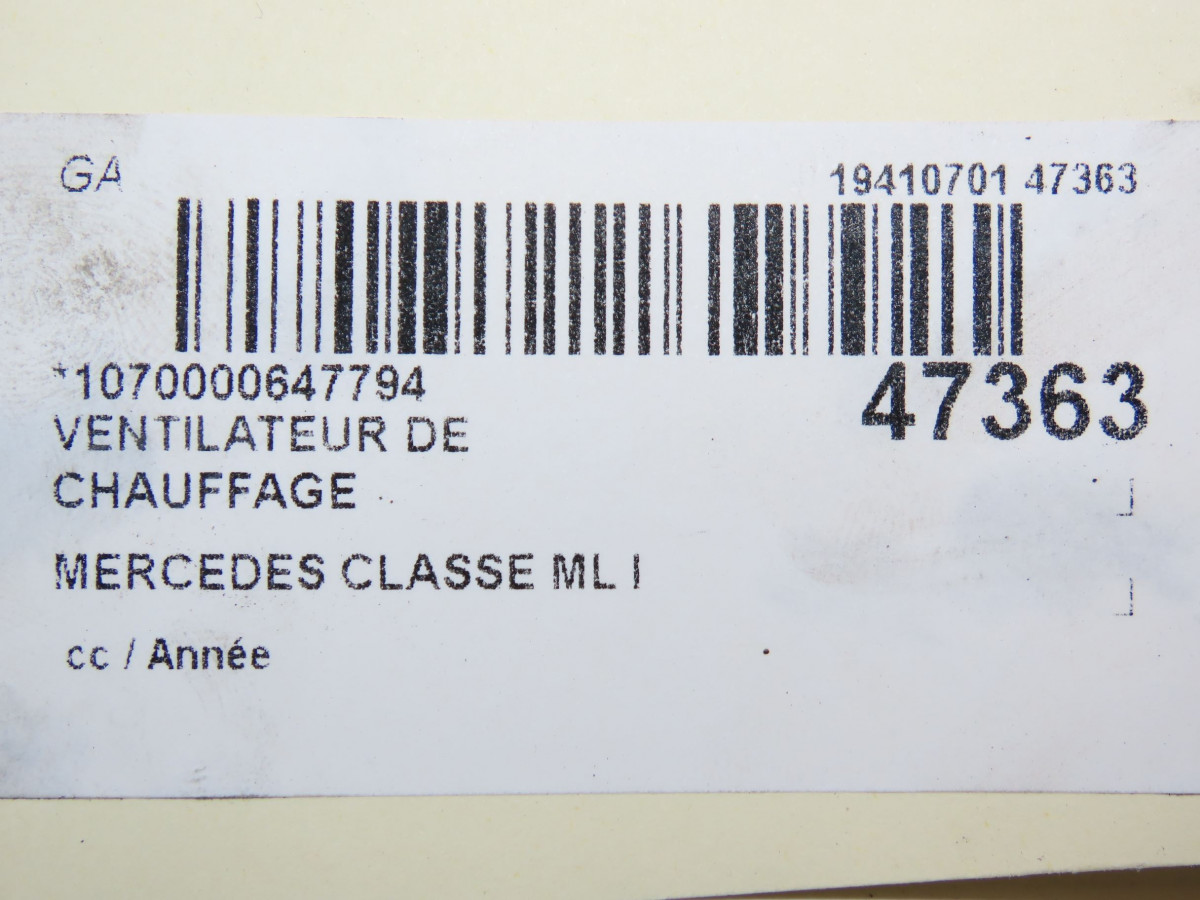 GA
19410701 47363
*1070000647794
47363
VENTILATEUR DE
CHAUFFAGE
MERCEDES CLASSE ML I
cc / Année